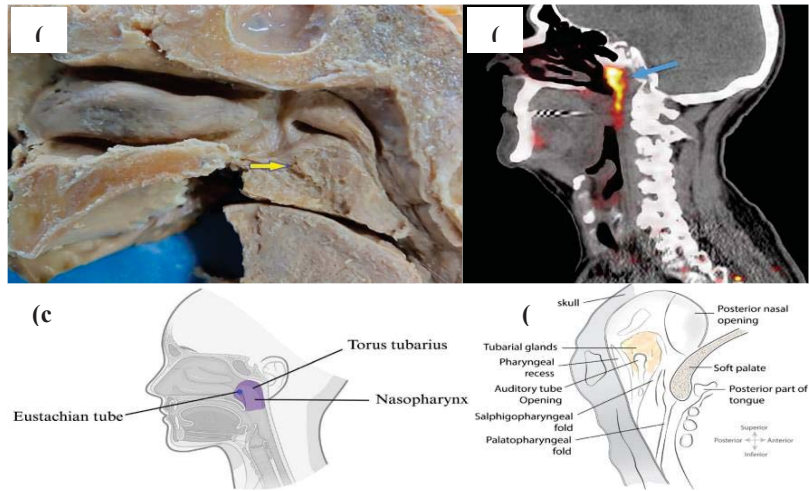 (
(
(c
Torus tubarius
Nasopharynx
Eustachian tube
(
skull
Posterior nasal
opening
Tubarial glands
Pharyngeal
recess
Auditory tube
Opening
Salphigopharyngeal
fold
Palatopharyngeal
fold
Soft palate
Posterior part of
tongue
Superior
Posterior
Anterior
Inferior